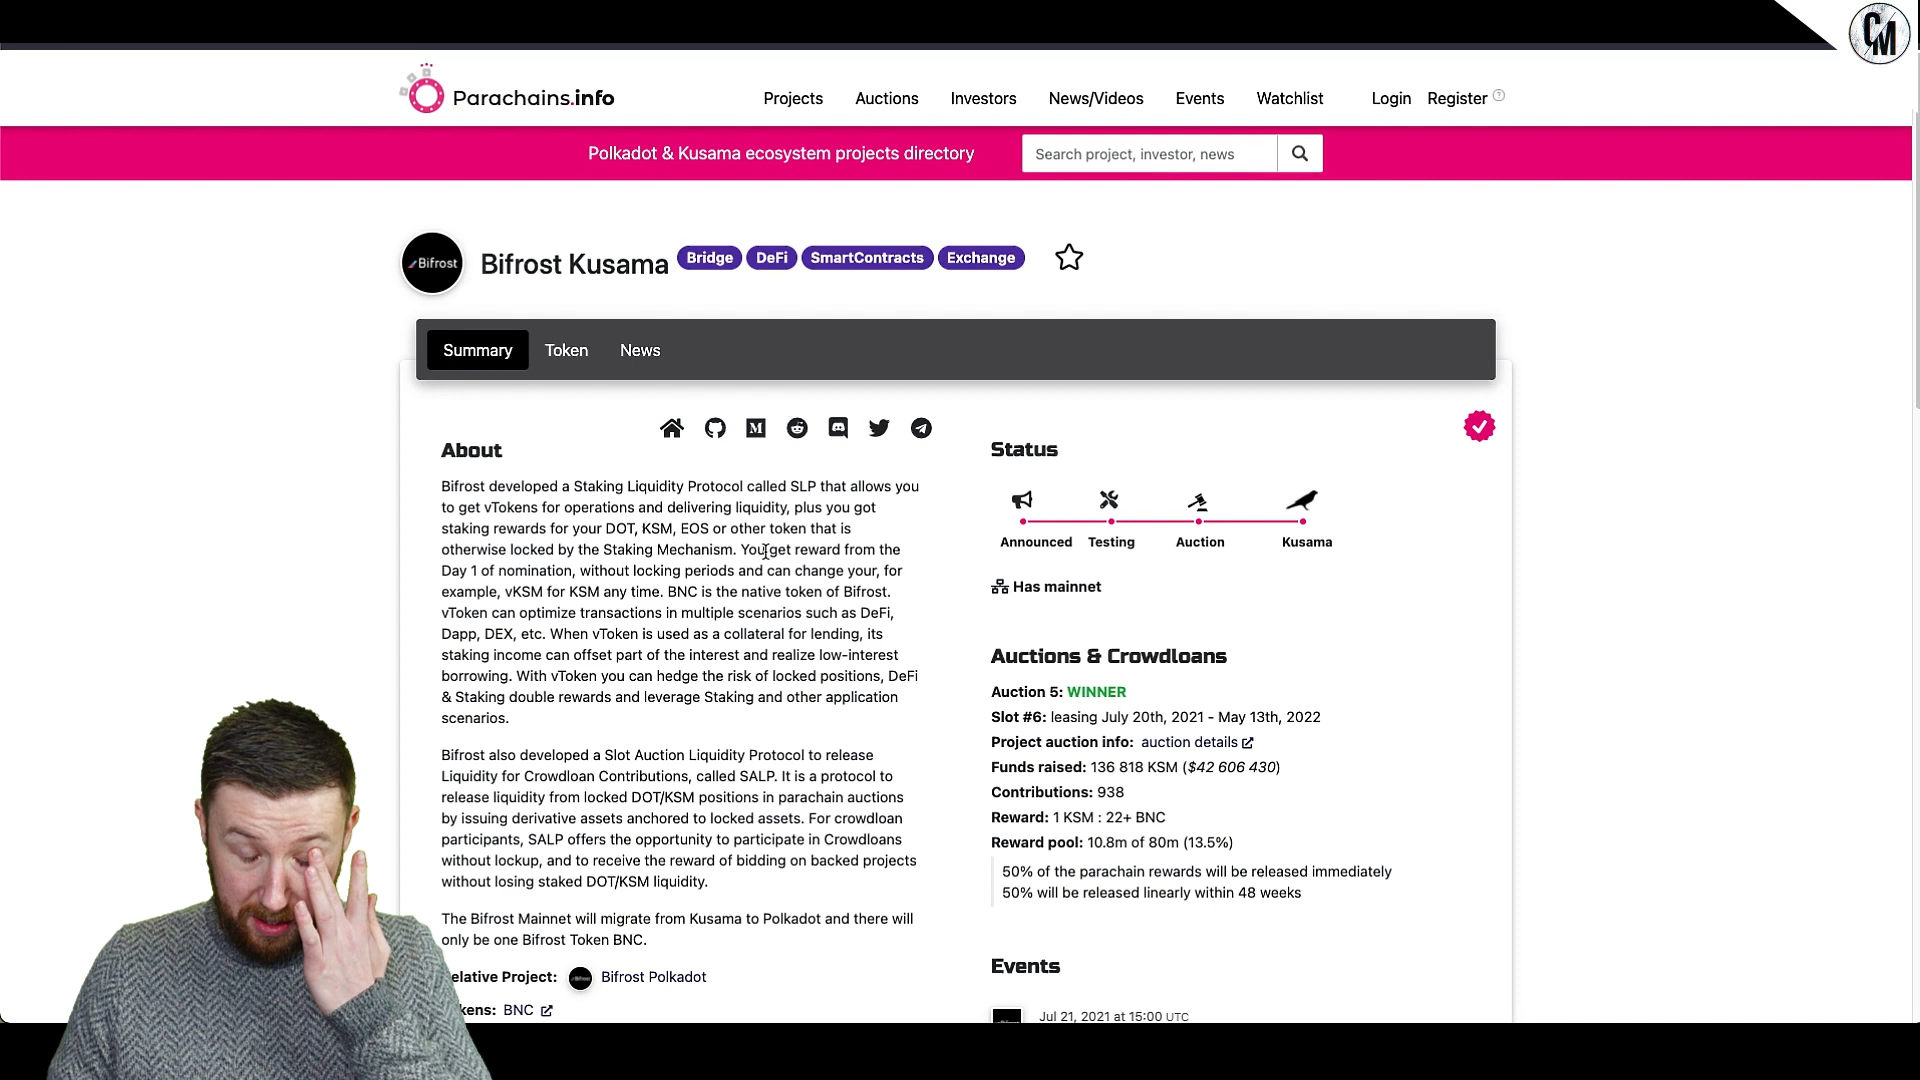 CM
Parachains.info
Projects Auctions Investors News/Videos Events Watchlist Login Register ?
Polkadot & Kusama ecosystem projects directory
Search project, investor, news
Bifrost
Bifrost Kusama
Bridge DeFi SmartContracts Exchange
Summary Token News
About
Bifrost developed a Staking Liquidity Protocol called SLP that allows you
to get vTokens for operations and delivering liquidity, plus you got
staking rewards for your DOT, KSM, EOS or other token that is
otherwise locked by the Staking Mechanism. You get reward from the
Day 1 of nomination, without locking periods and can change your, for
example, vKSM for KSM any time. BNC is the native token of Bifrost.
vToken can optimize transactions in multiple scenarios such as DeFi,
Dapp, DEX, etc. When vToken is used as a collateral for lending, its
staking income can offset part of the interest and realize low-interest
borrowing. With vToken you can hedge the risk of locked positions, DeFi
& Staking double rewards and leverage Staking and other application
scenarios.
Bifrost also developed a Slot Auction Liquidity Protocol to release
Liquidity for Crowdloan Contributions, called SALP. It is a protocol to
release liquidity from locked DOT/KSM positions in parachain auctions
by issuing derivative assets anchored to locked assets. For crowdloan
participants, SALP offers the opportunity to participate in Crowdloans
without lockup, and to receive the reward of bidding on backed projects
without losing staked DOT/KSM liquidity.
The Bifrost Mainnet will migrate from Kusama to Polkadot and there will
only be one Bifrost Token BNC.
elative Project: Bifrost Polkadot
kens: BNC
Status
Announced Testing Auction Kusama
Has mainnet
Auctions & Crowdloans
Auction 5: WINNER
Slot #6: leasing July 20th, 2021 - May 13th, 2022
Project auction info: auction details
Funds raised: 136 818 KSM ($42 606 430)
Contributions: 938
Reward: 1 KSM : 22+ BNC
Reward pool: 10.8m of 80m (13.5%)
50% of the parachain rewards will be released immediately
50% will be released linearly within 48 weeks
Events
Jul 21, 2021 at 15:00 UTC